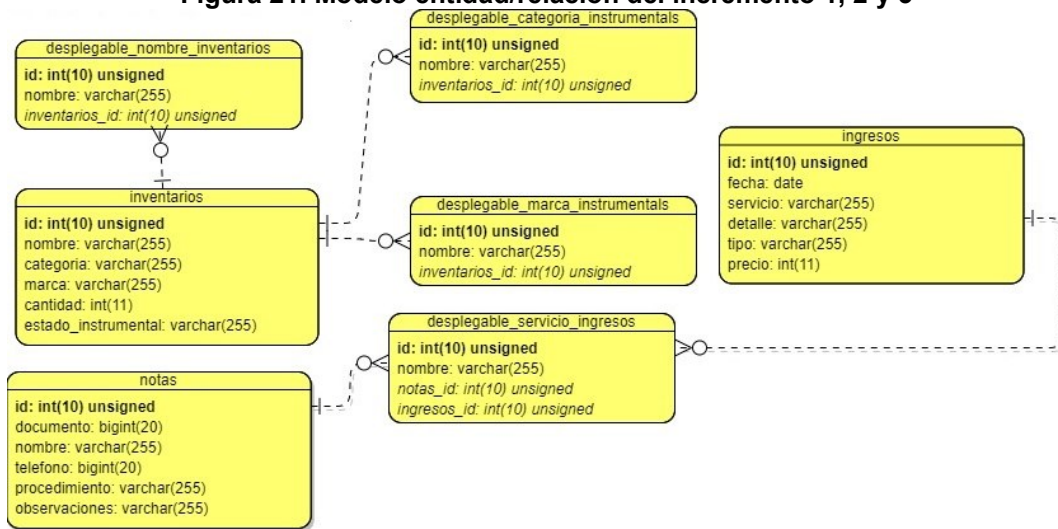 Figura 21. Modelo entidad/relación del incremento 1, 2 y 3
desplegable_nombre_inventarios
id: int(10) unsigned
nombre: varchar(255)
inventarios_id: int(10) unsigned
desplegable_categoria_instrumentals
id: int(10) unsigned
nombre: varchar(255)
inventarios_id: int(10) unsigned
inventarios
id: int(10) unsigned
nombre: varchar(255)
categoria: varchar(255)
marca: varchar(255)
cantidad: int(11)
estado_instrumental: varchar(255)
desplegable_marca_instrumentals
id: int(10) unsigned
nombre: varchar(255)
inventarios_id: int(10) unsigned
ingresos
id: int(10) unsigned
fecha: date
servicio: varchar(255)
detalle: varchar(255)
tipo: varchar(255)
precio: int(11)
desplegable_servicio_ingresos
id: int(10) unsigned
nombre: varchar(255)
notas_id: int(10) unsigned
ingresos_id: int(10) unsigned
notas
id: int(10) unsigned
documento: bigint(20)
nombre: varchar(255)
telefono: bigint(20)
procedimiento: varchar(255)
observaciones: varchar(255)